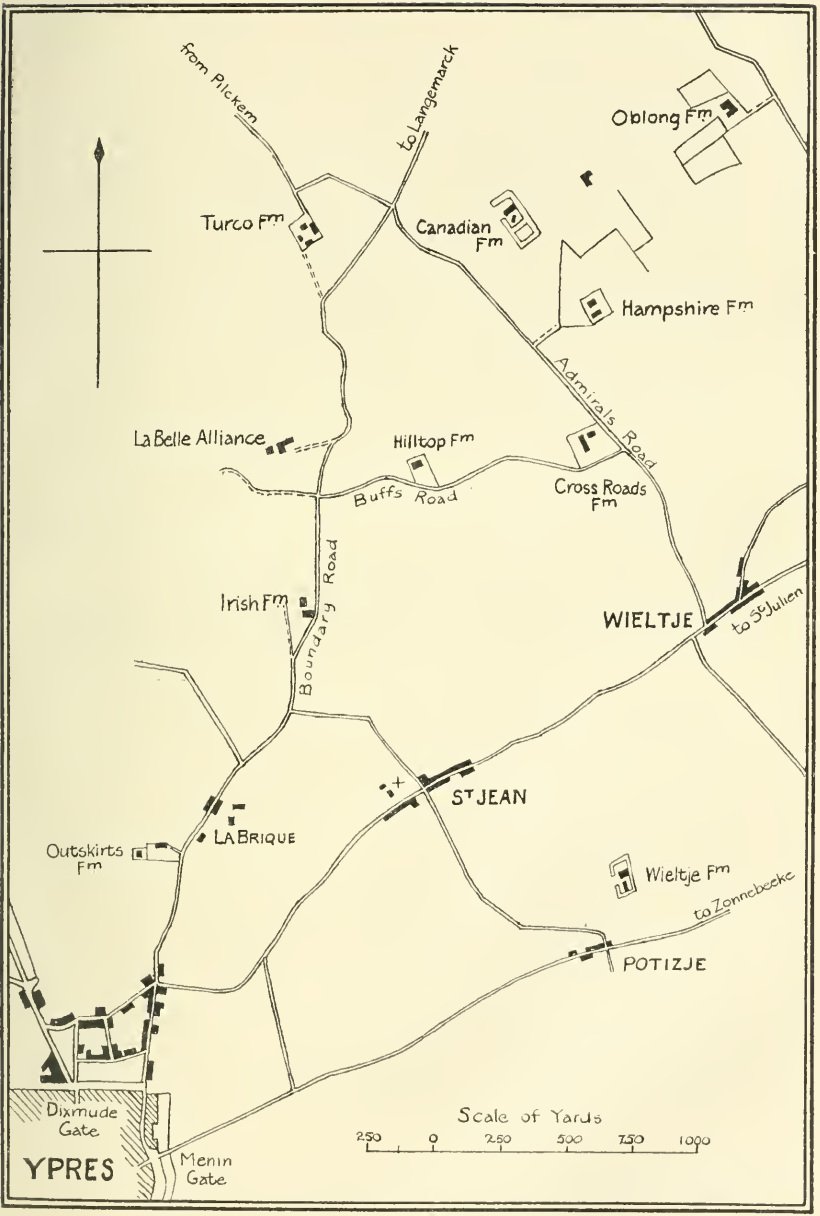 from Pilckem
to Langemarck
Oblong Fm
Turco Fm
Canadian
Fm
Hampshire Fm
Admirals Road
La Belle Alliance
Hilltop Fm
Buffs Road
Cross Roads
Fm
Boundary Road
Irish Fm
WIELTJE
to St Julien
ST JEAN
LA BRIQUE
Outskirts
Fm
Wieltje Fm
to Zonnebeeke
POTIZJE
Scale of Yards
250 0 250 500 750 1000
Dixmude
Gate
YPRES
Menin
Gate